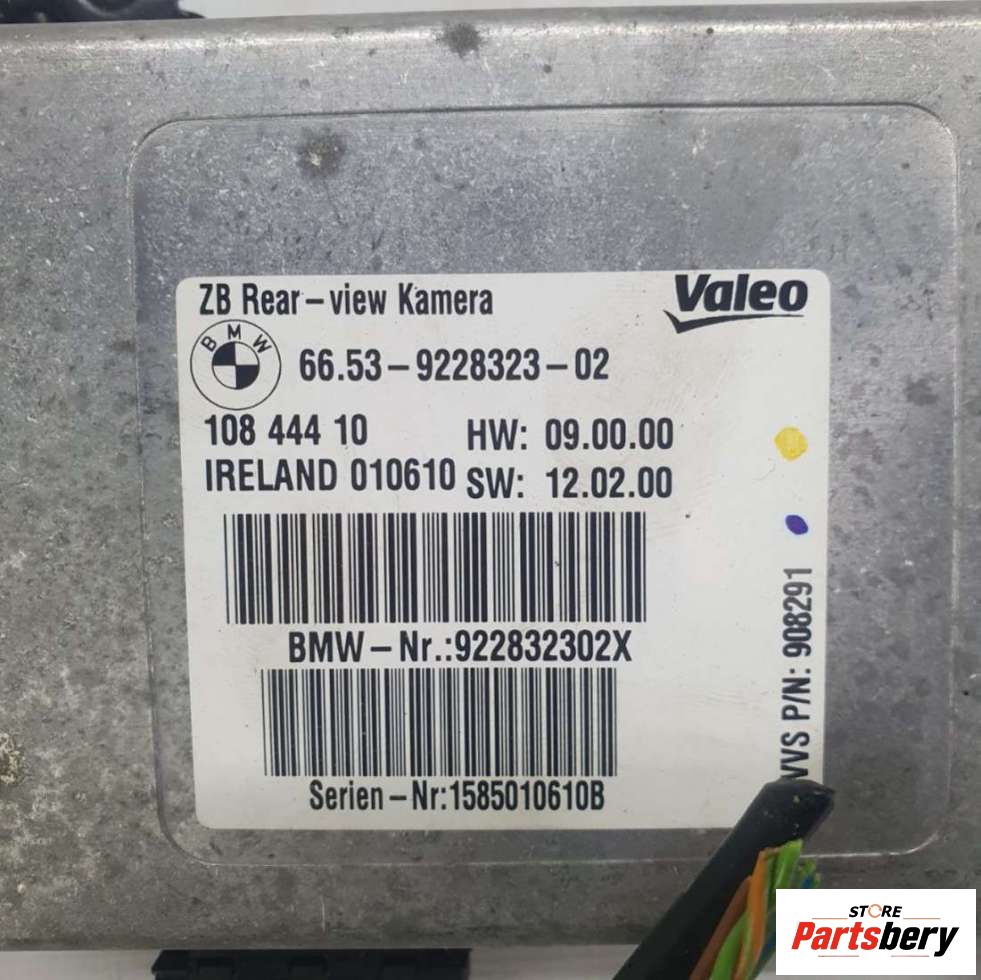 ZB Rear-view Kamera
Valeo
BMW
66.53-9228323-02
108 444 10
HW: 09.00.00
IRELAND 010610
SW: 12.02.00
BMW-Nr.:922832302X
Serien-Nr:1585010610B
VVS P/N: 908291
STORE
Partsbery